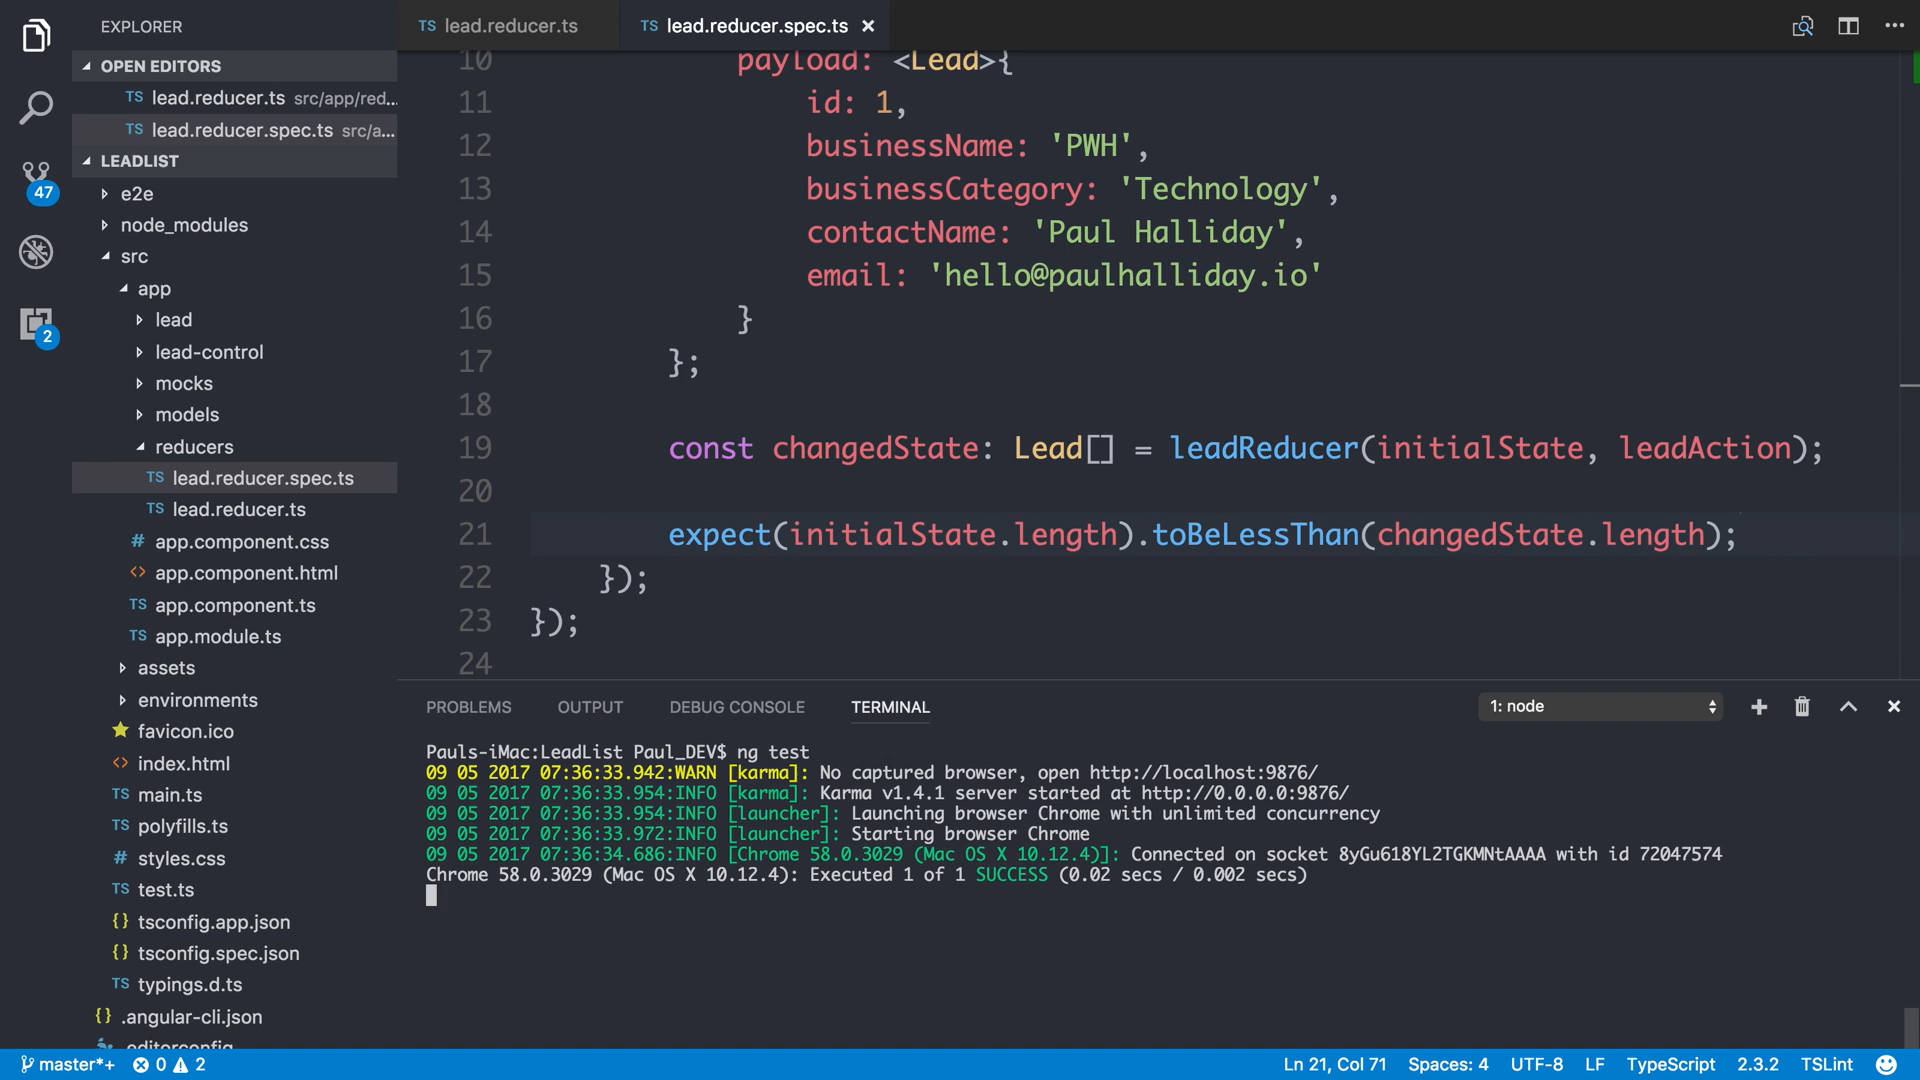 EXPLORER
OPEN EDITORS
TS lead.reducer.ts src/app/red...
TS lead.reducer.spec.ts src/a...
LEADLIST
e2e
node_modules
src
app
lead
lead-control
mocks
models
reducers
TS lead.reducer.spec.ts
TS lead.reducer.ts
# app.component.css
<> app.component.html
TS app.component.ts
TS app.module.ts
assets
environments
favicon.ico
<> index.html
TS main.ts
TS polyfills.ts
# styles.css
TS test.ts
{} tsconfig.app.json
{} tsconfig.spec.json
TS typings.d.ts
{} .angular-cli.json
.editorconfig
47
2
TS lead.reducer.ts
TS lead.reducer.spec.ts ×
10 payload: <Lead>{
11 id: 1,
12 businessName: 'PWH',
13 businessCategory: 'Technology',
14 contactName: 'Paul Halliday',
15 email: 'hello@paulhalliday.io'
16 }
17 };
18
19 const changedState: Lead[] = leadReducer(initialState, leadAction);
20
21 expect(initialState.length).toBeLessThan(changedState.length);
22 });
23 });
24
PROBLEMS OUTPUT DEBUG CONSOLE TERMINAL 1: node
Pauls-iMac:LeadList Paul_DEV$ ng test
09 05 2017 07:36:33.942:WARN [karma]: No captured browser, open http://localhost:9876/
09 05 2017 07:36:33.954:INFO [karma]: Karma v1.4.1 server started at http://0.0.0.0:9876/
09 05 2017 07:36:33.954:INFO [launcher]: Launching browser Chrome with unlimited concurrency
09 05 2017 07:36:33.972:INFO [launcher]: Starting browser Chrome
09 05 2017 07:36:34.686:INFO [Chrome 58.0.3029 (Mac OS X 10.12.4)]: Connected on socket 8yGu618YL2TGKMNtAAAA with id 72047574
Chrome 58.0.3029 (Mac OS X 10.12.4): Executed 1 of 1 SUCCESS (0.02 secs / 0.002 secs)
master*+ 0 2 Ln 21, Col 71 Spaces: 4 UTF-8 LF TypeScript 2.3.2 TSLint